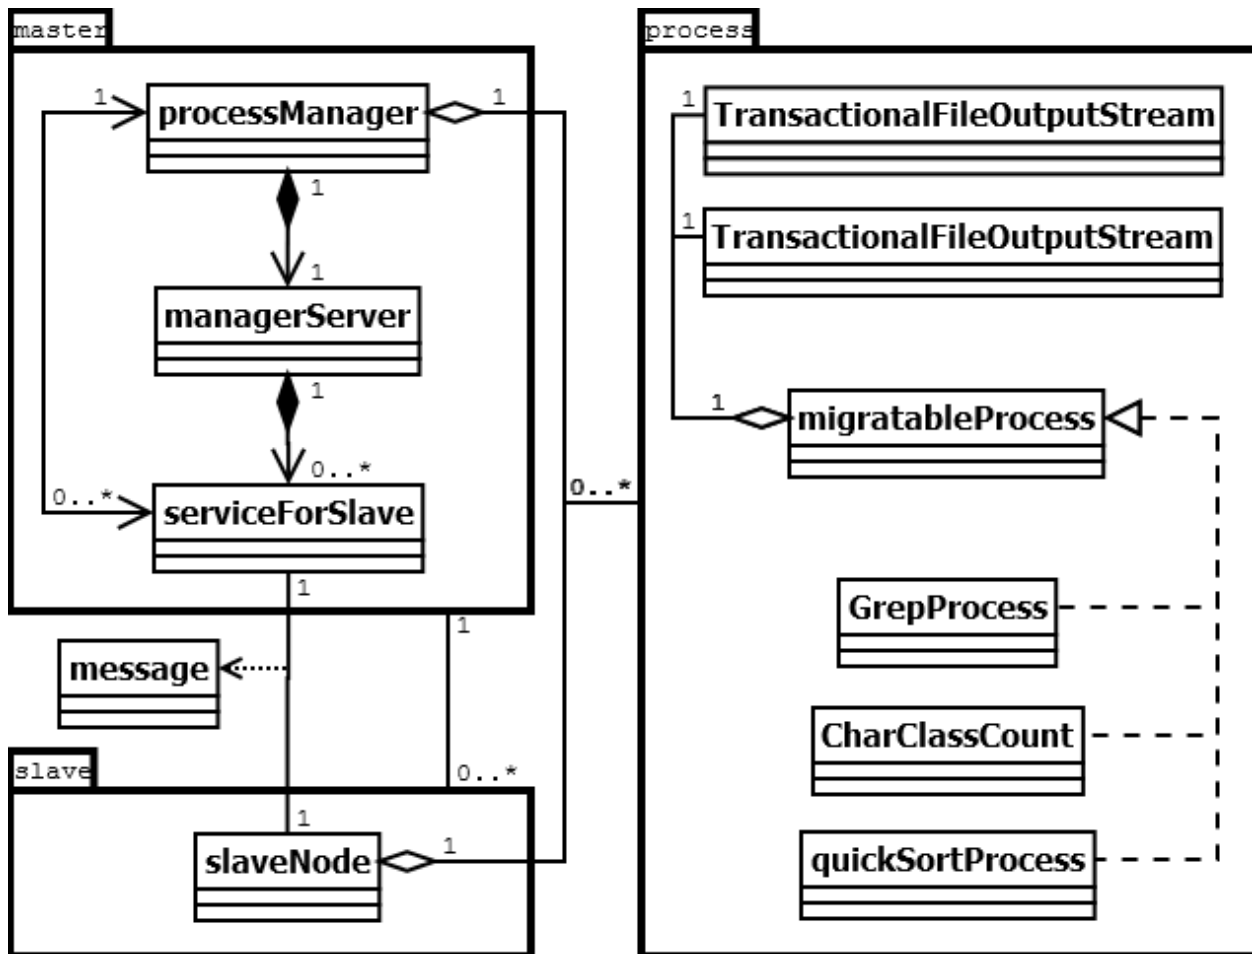 master
1
processManager
1
1
1
managerServer
1
0..*
0..*
serviceForSlave
1
1
message
slave
0..*
1
slaveNode
1
0..*
process
1
TransactionalFileOutputStream
1
TransactionalFileOutputStream
1
migratableProcess
GrepProcess
CharClassCount
quickSortProcess